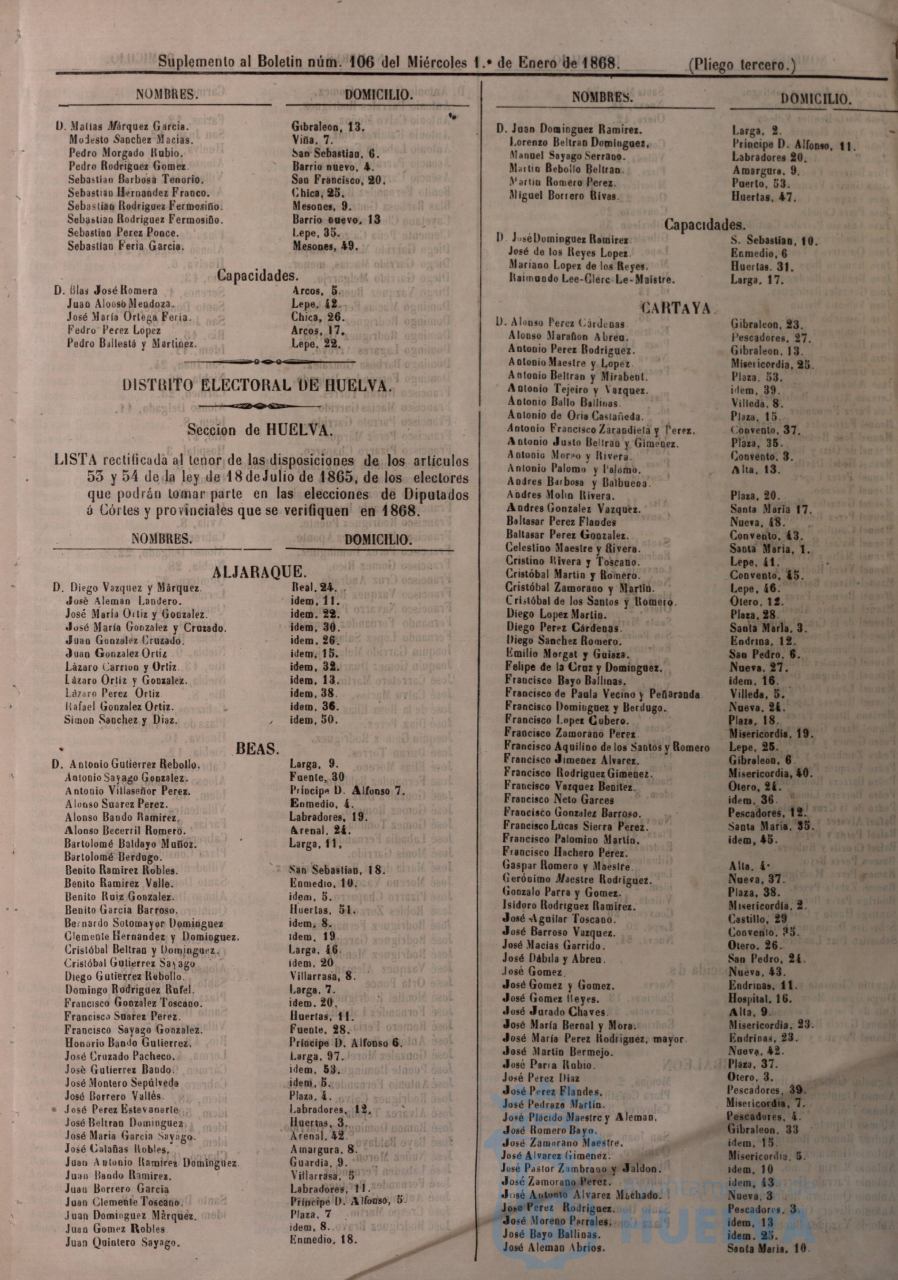 Suplemento al Boletin núm. 106 del Miércoles 1.º de Enero de 1868. (Pliego tercero.)
NOMBRES. DOMICILIO.
D. Matias Márquez Garcia. Gibraleon, 13.
Modesto Sanchez Macias. Viña, 7.
Pedro Morgado Rubio. San Sebastian, 6.
Pedro Rodriguez Gomez. Barrio nuevo, 4.
Sebastian Barbosa Tenorio. San Francisco, 20.
Sebastian Hernandez Franco. Chica, 25.
Sebastian Rodriguez Fermosiño. Mesones, 9.
Sebastian Rodriguez Fermosiño. Barrio nuevo, 13
Sebastian Perez Ponce. Lepe, 35.
Sebastian Feria Garcia. Mesones, 49.
Capacidades.
D. Blas José Romera Arcos, 5.
Juan Alonso Mendoza. Lepe, 42.
José María Ortega Feria. Chica, 26.
Pedro Perez Lopez Arcos, 17.
Pedro Ballestá y Martinez. Lepe, 22.
DISTRITO ELECTORAL DE HUELVA.
Seccion de HUELVA.
LISTA rectificada al tenor de las disposiciones de los artículos
53 y 54 de la ley de 18 de Julio de 1865, de los electores
que podrán tomar parte en las elecciones de Diputados
á Córtes y provinciales que se verifiquen en 1868.
NOMBRES. DOMICILIO.
ALJARAQUE.
D. Diego Vazquez y Márquez. Real, 24.
José Aleman Landero. idem, 11.
José María Ortiz y Gonzalez. idem, 22.
José María Gonzalez y Cruzado. idem, 30.
Juan Gonzalez Cruzado. idem, 26.
Juan Gonzalez Ortiz idem, 15.
Lázaro Carrion y Ortiz idem, 32.
Lázaro Ortiz y Gonzalez. idem, 13.
Lázaro Perez Ortiz idem, 38.
Rafael Gonzalez Ortiz. idem, 36.
Simon Sanchez y Diaz. idem, 50.
BEAS.
D. Antonio Gutierrez Rebollo. Larga, 9.
Antonio Sayago Gonzalez. Fuente, 30
Antonio Villaseñor Perez. Príncipe D. Alfonso 7.
Alonso Suarez Perez. Enmedio, 4.
Alonso Bando Ramirez. Labradores, 19.
Alonso Becerril Romero. Arenal, 24.
Bartolomé Baldayo Muñoz. Larga, 11.
Bartolomé Berdugo.
Benito Ramirez Robles. San Sebastian, 18.
Benito Ramirez Valle. Enmedio, 10.
Benito Ruiz Gonzalez. idem, 5.
Benito Garcia Barroso. Huertas, 51.
Bernardo Sotomayor Dominguez idem, 8.
Clemente Hernandez y Dominguez. idem, 19
Cristóbal Beltran y Dominguez. Larga, 46
Cristóbal Gutierrez Sayago idem, 20
Diego Gutierrez Rebollo. Villarrasa, 8.
Domingo Rodriguez Rufel. Larga, 7.
Francisco Gonzalez Toscano. idem. 20.
Francisco Suarez Perez. Huertas, 11.
Francisco Sayago Gonzalez. Fuente, 28.
Honorio Bando Gutierrez. Príncipe D. Alfonso 6.
José Cruzado Pacheco. Larga, 97.
José Gutierrez Bando. idem, 53.
José Montero Sepúlveda idem, 5.
José Borrero Vallés. Plaza, 4.
José Perez Estevanarle Labradores, 12.
José Beltran Dominguez. Huertas, 3.
José Maria Garcia Sayago. Arenal, 42
José Calañas Robles. Amargura, 8.
Juan Antonio Ramirez Dominguez Guardia, 9.
Juan Bando Ramirez. Villarrasa, 5
Juan Borrero Garcia Labradores, 11.
Juan Clemente Toscano. Príncipe D. Alfonso, 5.
Juan Dominguez Márquez. Plaza, 7
Juan Gomez Robles idem, 8.
Juan Quintero Sayago. Enmedio, 18.
NOMBRES. DOMICILIO.
D. Juan Dominguez Ramirez. Larga, 2.
Lorenzo Beltran Dominguez. Príncipe D. Alfonso, 11.
Manuel Sayago Serrano. Labradores 20.
Martin Rebollo Beltran. Amargura, 9.
Martin Romero Perez. Puerto, 53.
Miguel Borrero Rivas. Huertas, 47.
Capacidades.
D. José Dominguez Ramirez. S. Sebastian, 10.
José de los Reyes Lopez. Enmedio, 6
Mariano Lopez de los Reyes. Huertas. 31.
Raimundo Lee-Clerc-Le-Maistre. Larga, 17.
CARTAYA
D. Alonso Perez Cárdenas Gibraleon, 23.
Alonso Marañon Abreu. Pescadores, 27.
Antonio Perez Rodriguez. Gibraleon, 13.
Antonio Maestre y Lopez Misericordia, 25.
Antonio Beltran y Mirabent. Plaza, 53.
Antonio Tejeiro y Vazquez. idem, 39.
Antonio Ballo Ballinas. Villeda, 8.
Antonio de Oria Castañeda. Plaza, 15.
Antonio Francisco Zarandieta y Perez. Convento, 37.
Antonio Justo Beltran y Gimenez. Plaza, 35.
Antonio Moreo y Rivera. Convento, 3.
Antonio Palomo y Palomo. Alta, 13.
Andres Barbosa y Balbuena.
Andres Molin Rivera. Plaza, 20.
Andres Gonzalez Vazquez. Santa María 17.
Baltasar Perez Flandes Nueva, 48.
Baltasar Perez Gonzalez. Convento, 43.
Celestino Maestre y Rivera. Santa María, 1.
Cristino Rivera y Toscano. Lepe, 41.
Cristóbal Martin y Romero. Convento, 45.
Cristóbal Zamorano y Martin. Lepe, 46.
Cristóbal de los Santos y Romero. Otero, 12.
Diego Lopez Martin. Plaza, 28
Diego Perez Cárdenas. Santa María, 3.
Diego Sanchez Romero. Endrina, 12.
Emilio Morgat y Guiaza. San Pedro, 6.
Felipe de la Cruz y Dominguez. Nueva, 27.
Francisco Bayo Ballinas. idem, 16.
Francisco de Paula Vecino y Peñaranda Villeda, 5.
Francisco Dominguez y Berdugo. Nueva, 24.
Francisco Lopez Cubero. Plaza, 18.
Francisco Zamorano Perez Misericordia, 19.
Francisco Aquilino de los Santos y Romero Lepe, 25.
Francisco Jimenez Alvarez. Gibraleon, 6
Francisco Rodriguez Gimenez. Misericordia, 40.
Francisco Vazquez Benitez. Otero, 24.
Francisco Neto Garces idem, 36
Francisco Gonzalez Barroso. Pescadores, 12.
Francisco Lucas Sierra Perez. Santa María, 35.
Francisco Palomino Martin. idem, 45.
Francisco Hachero Perez.
Gaspar Romero y Maestre. Alta, 4
Gerónimo Maestre Rodriguez. Nueva, 37.
Gonzalo Parra y Gomez. Plaza, 38.
Isidoro Rodriguez Ramirez. Misericordia, 2.
José Aguilar Toscano. Castillo, 29
José Barroso Vazquez. Convento, 35.
José Macias Garrido. Otero, 26.
José Dábila y Abreu. San Pedro, 24.
José Gomez Nueva, 43.
José Gomez y Gomez. Endrinas, 11.
José Gomez Reyes. Hospital, 16.
José Jurado Chaves. Alta, 9.
José María Bernal y Mora. Misericordia, 23.
José María Perez Rodriguez, mayor Endrinas, 23.
José Martin Bermejo. Nueva, 42.
José Parra Rubio. Plaza, 37.
José Perez Diaz Otero, 3.
José Perez Flandes. Pescadores, 39.
José Pedraza Martin. Misericordia, 7.
José Plácido Maestre y Aleman. Pescadores, 4.
José Romero Bayo. Gibraleon, 33
José Zamorano Maestre. idem, 15.
José Alvarez Gimenez. Misericordia, 5.
José Pastor Zambrano y Jaldon. idem, 10
José Zamorano Perez. idem, 43
José Antonio Alvarez Machado. Nueva, 3
Jose Perez Rodriguez. Pescadores, 3.
José Moreno Perrales. idem, 13
José Bayo Ballinas. idem, 25.
José Aleman Abrios. Santa María, 10.
HUELVA